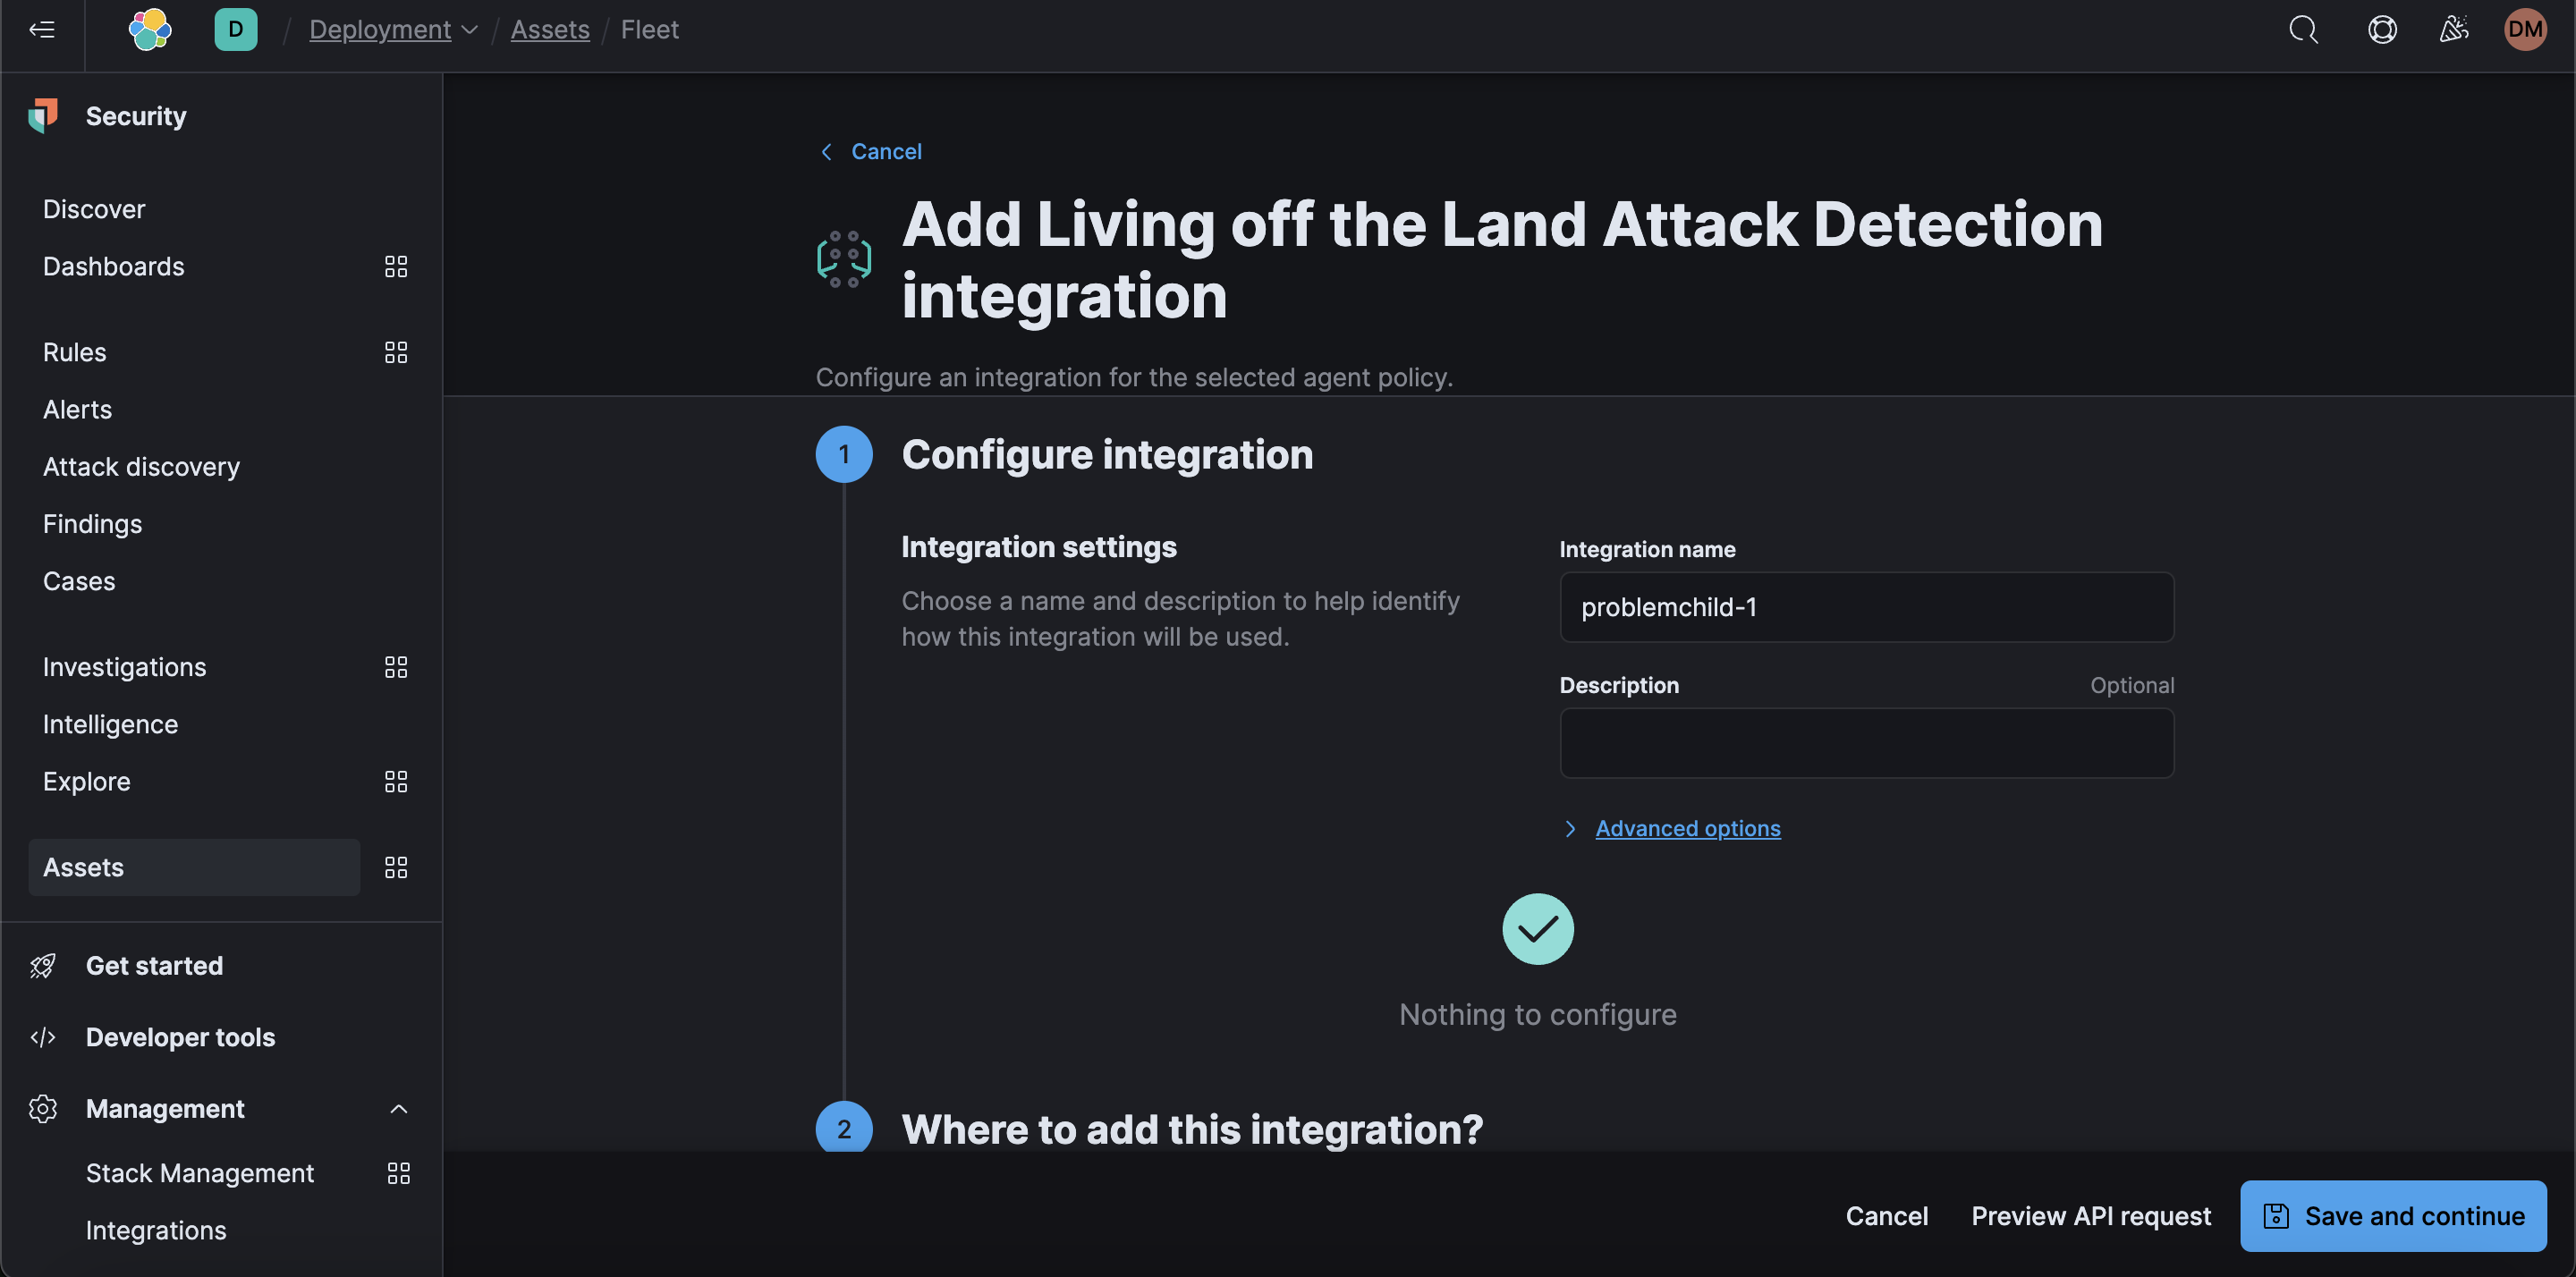 D / Deployment / Assets / Fleet
DM
Security
Discover
Dashboards
Rules
Alerts
Attack discovery
Findings
Cases
Investigations
Intelligence
Explore
Assets
Get started
Developer tools
Management
Stack Management
Integrations
Cancel
Add Living off the Land Attack Detection
integration
Configure an integration for the selected agent policy.
1
Configure integration
Integration settings
Choose a name and description to help identify
how this integration will be used.
Integration name
problemchild-1
Description Optional
Advanced options
Nothing to configure
2
Where to add this integration?
Cancel Preview API request Save and continue